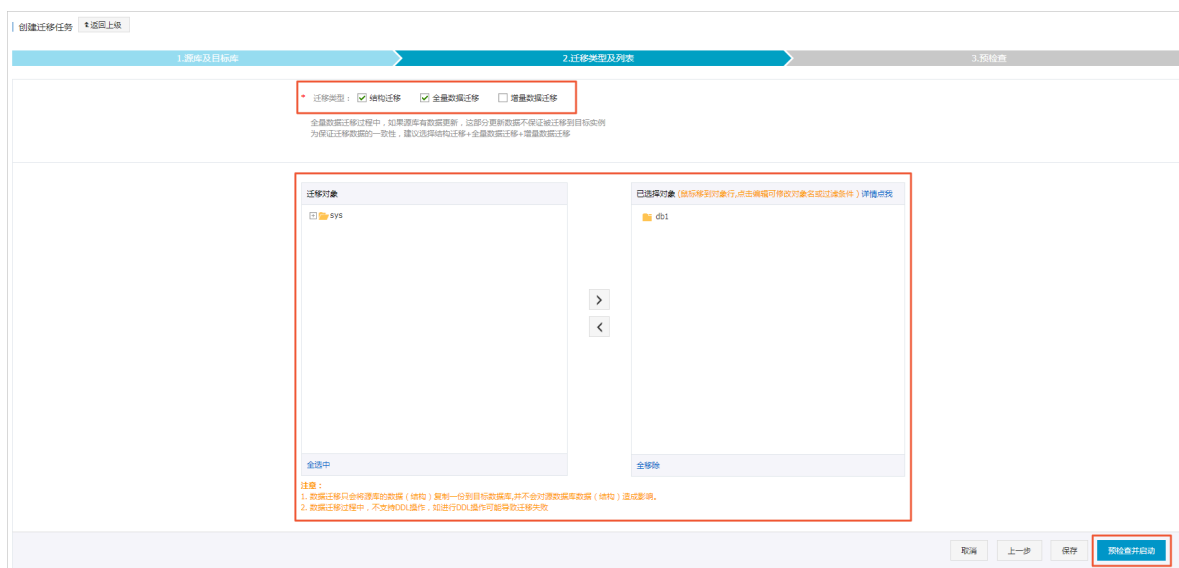 创建迁移任务 返回上级
1.源库及目标库 2.迁移类型及列表 3.预检查
* 迁移类型： 结构迁移 全量数据迁移 增量数据迁移
全量数据迁移过程中，如果源库有数据更新，这部分更新数据不保证被迁移到目标实例
为保证迁移数据的一致性，建议选择结构迁移+全量数据迁移+增量数据迁移
迁移对象 已选择对象(鼠标移到对象行,点击编辑可修改对象名或过滤条件)详情点我
sys db1
>
<
全选中 全移除
注意：
1. 数据迁移只会将源库的数据（结构）复制一份到目标数据库,并不会对源数据库数据（结构）造成影响。
2. 数据迁移过程中，不支持DDL操作，如进行DDL操作可能导致迁移失败
取消 上一步 保存 预检查并启动